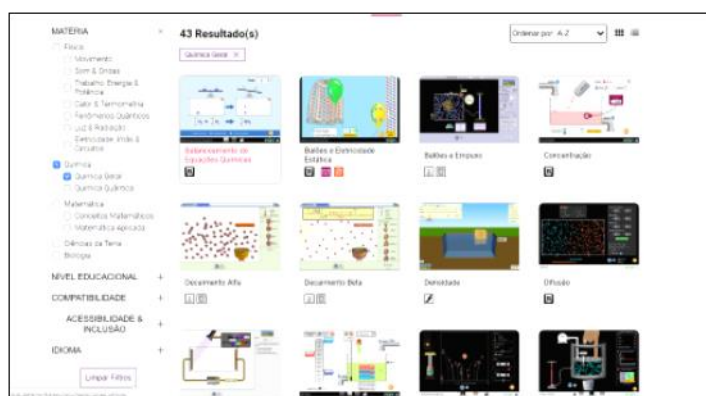 MATÉRIA
43 Resultado(s)
Ordenar por A-Z
Física
Química Geral ×
Movimento
Som & Ondas
Trabalho, Energia &
Potência
Calor & Termometria
Fenômenos Quânticos
Luz & Radiação
Eletricidade, Imãs &
Circuitos
Química
Química Geral
Química Quântica
Matemática
Conceitos Matemáticos
Matemática Aplicada
Ciências da Terra
Biologia
NÍVEL EDUCACIONAL +
COMPATIBILIDADE +
ACESSIBILIDADE & +
INCLUSÃO
IDIOMA +
Limpar Filtros
Balanceamento de
Equações Químicas
Balões e Eletricidade
Estática
Balões e Empuxo
Concentração
Decaimento Alfa
Decaimento Beta
Densidade
Difusão